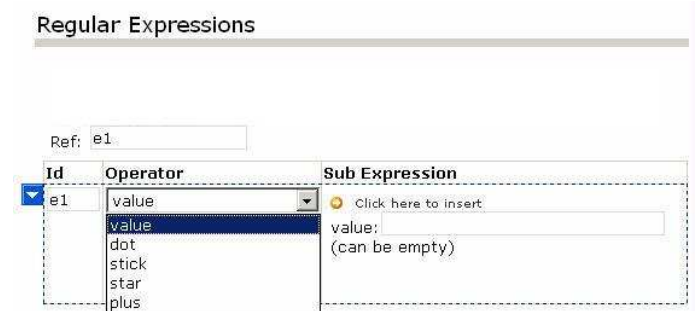 Regular Expressions
Ref: e1
Id Operator Sub Expression
e1 value Click here to insert
value value:
dot (can be empty)
stick
star
plus